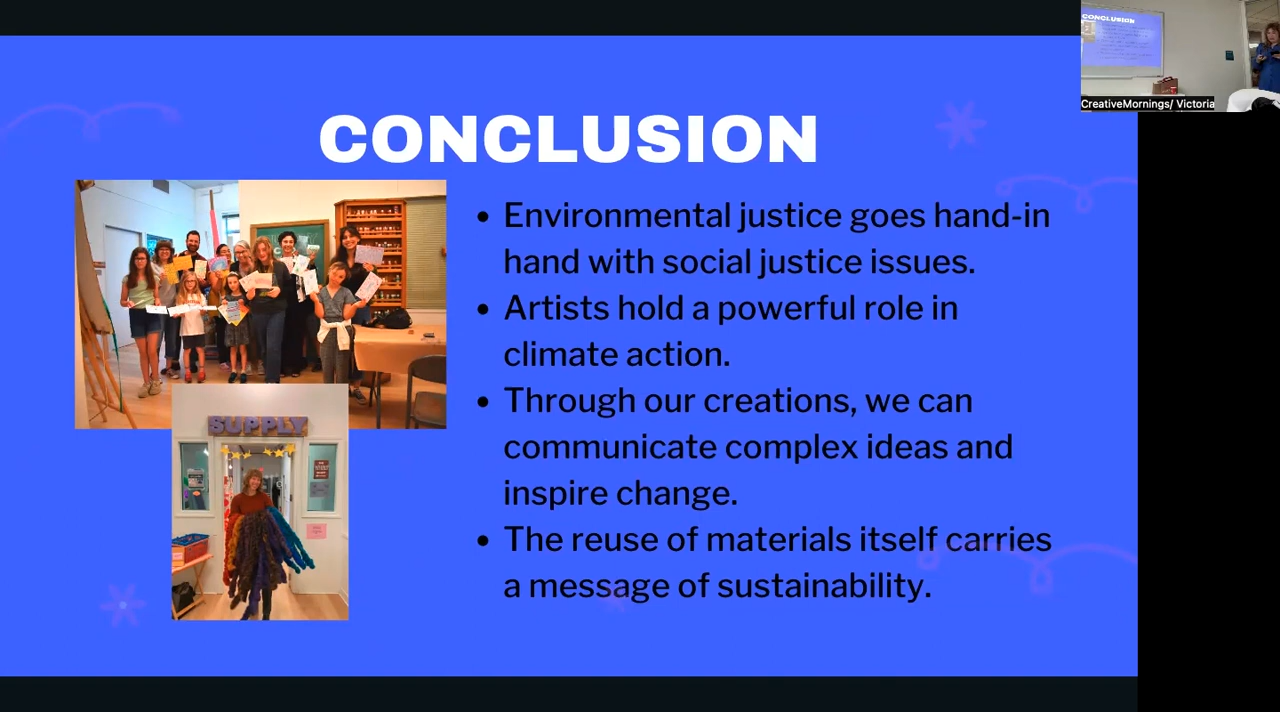 CONCLUSION
CreativeMornings/ Victoria
CONCLUSION
• Environmental justice goes hand-in
hand with social justice issues.
• Artists hold a powerful role in
climate action.
• Through our creations, we can
communicate complex ideas and
inspire change.
• The reuse of materials itself carries
a message of sustainability.
SUPPLY